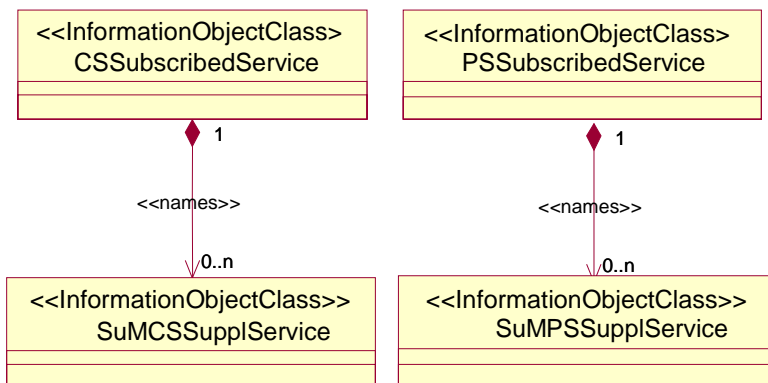 <<InformationObjectClass>
CSSubscribedService
1
<<names>>
0..n
<<InformationObjectClass>>
SuMCSSupplService
<<InformationObjectClass>
PSSubscribedService
1
<<names>>
0..n
<<InformationObjectClass>>
SuMPSSupplService